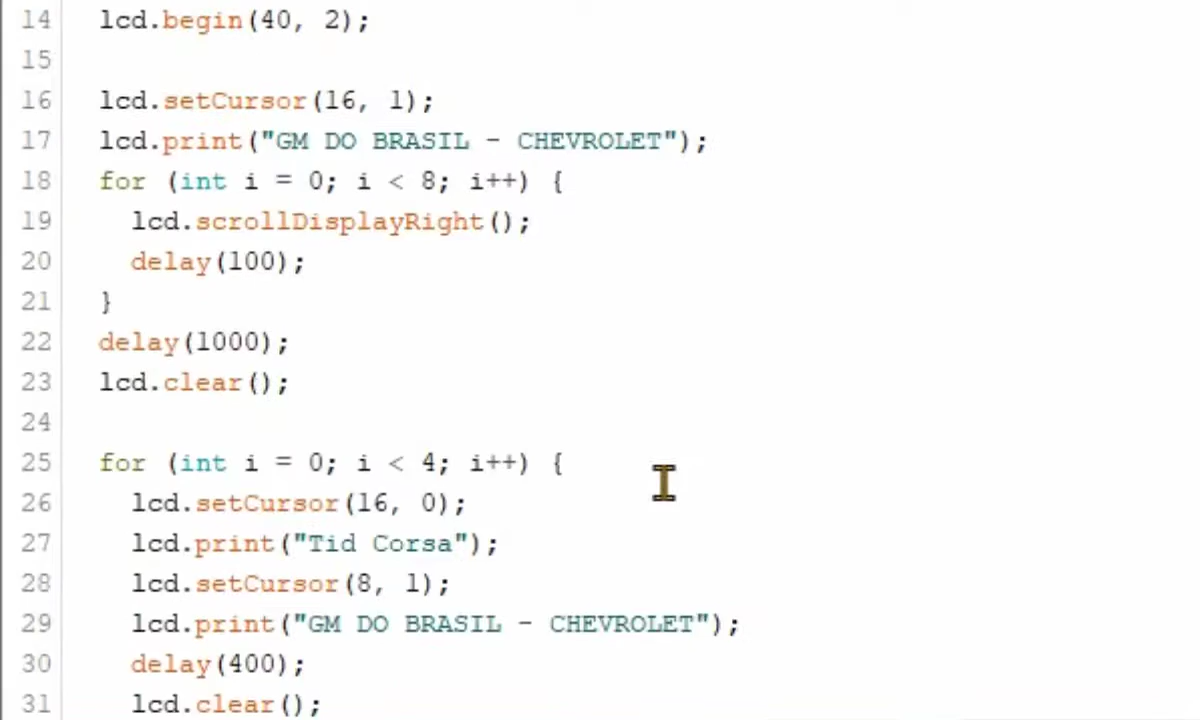 14 lcd.begin(40, 2);
15
16 lcd.setCursor(16, 1);
17 lcd.print("GM DO BRASIL - CHEVROLET");
18 for (int i = 0; i < 8; i++) {
19 lcd.scrollDisplayRight();
20 delay(100);
21 }
22 delay(1000);
23 lcd.clear();
24
25 for (int i = 0; i < 4; i++) {
26 lcd.setCursor(16, 0);
27 lcd.print("Tid Corsa");
28 lcd.setCursor(8, 1);
29 lcd.print("GM DO BRASIL - CHEVROLET");
30 delay(400);
31 lcd.clear();